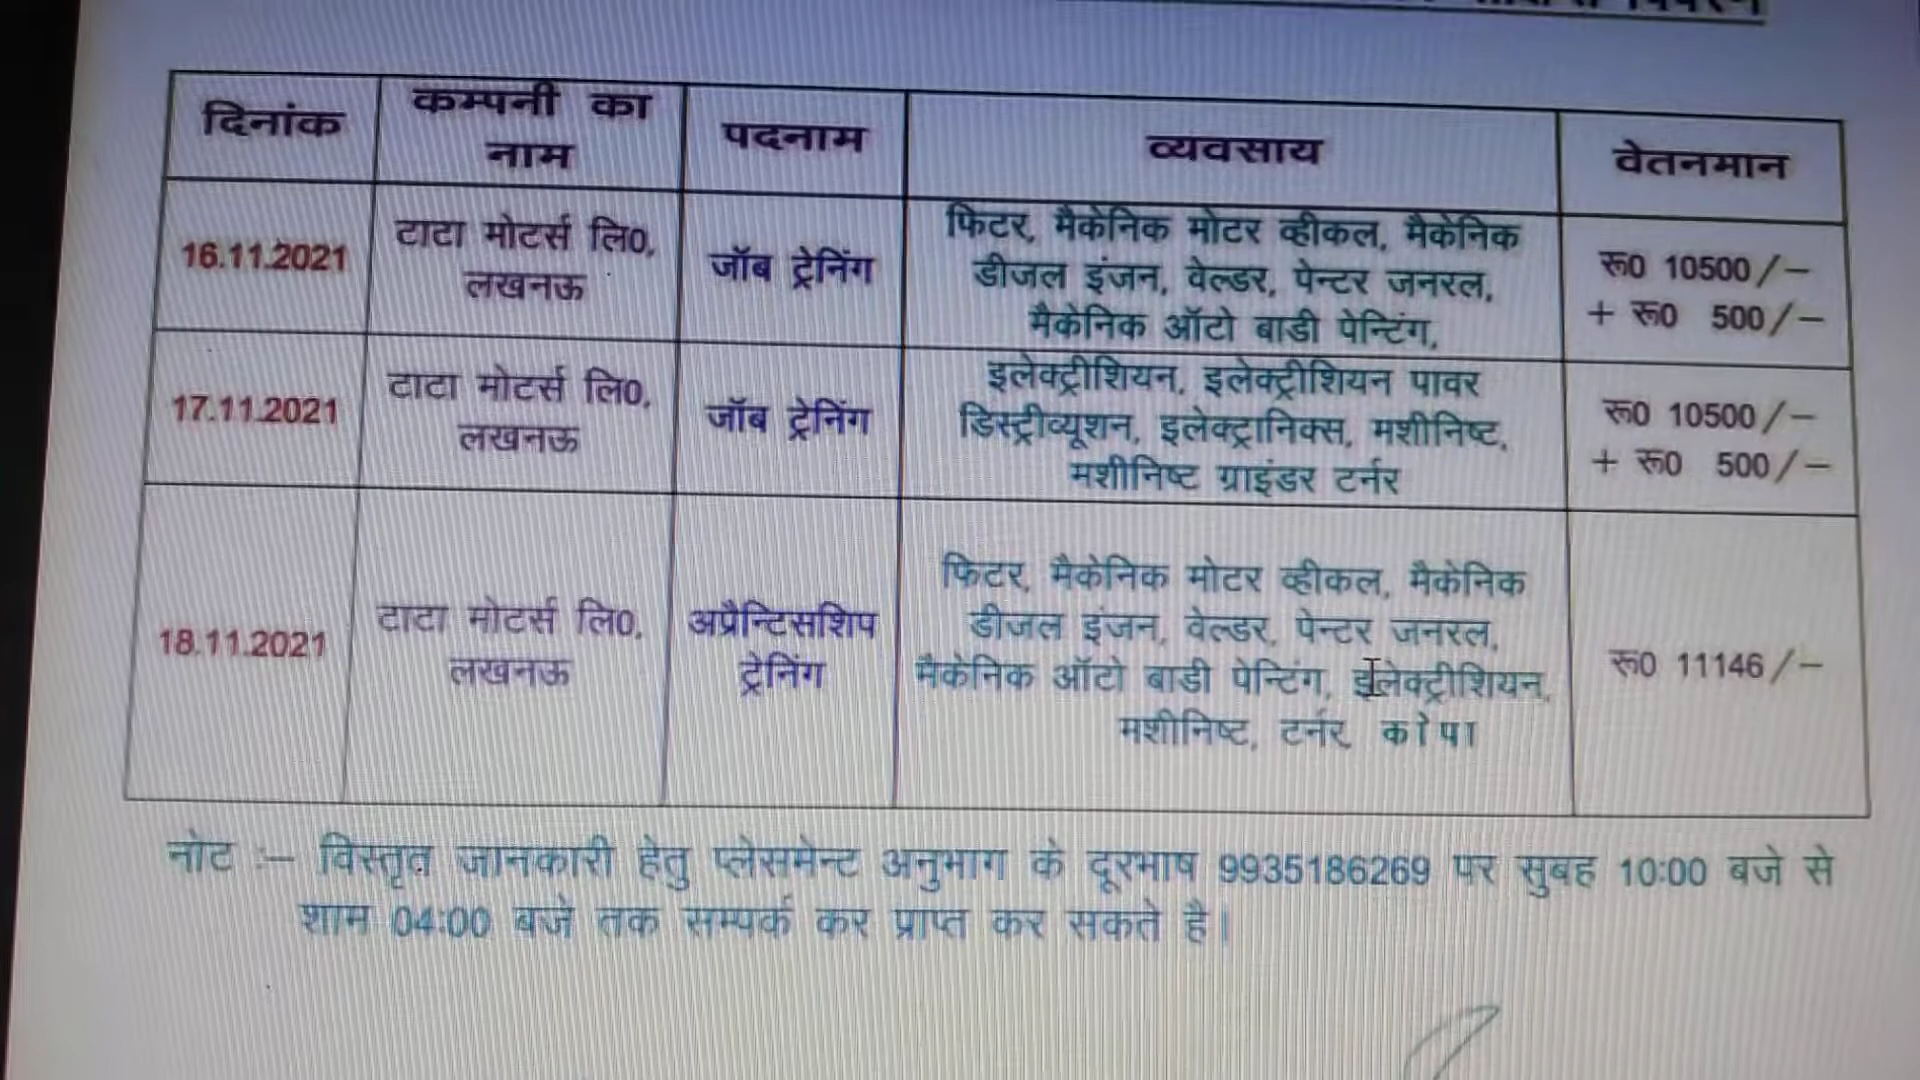 दिनांक
कम्पनी का
नाम
पदनाम
व्यवसाय
वेतनमान
16.11.2021
टाटा मोटर्स लि0,
लखनऊ
जॉब ट्रेनिंग
फिटर, मैकेनिक मोटर व्हीकल, मैकेनिक
डीजल इंजन, वेल्डर, पेन्टर जनरल,
मैकेनिक ऑटो बाडी पेन्टिंग,
रू0 10500/-
+ रू0 500/-
17.11.2021
टाटा मोटर्स लि0,
लखनऊ
जॉब ट्रेनिंग
इलेक्ट्रीशियन, इलेक्ट्रीशियन पावर
डिस्ट्रीव्यूशन, इलेक्ट्रानिक्स, मशीनिष्ट,
मशीनिष्ट ग्राइंडर टर्नर
रू0 10500/-
+ रू0 500/-
18.11.2021
टाटा मोटर्स लि0,
लखनऊ
अप्रैन्टिसशिप
ट्रेनिंग
फिटर, मैकेनिक मोटर व्हीकल, मैकेनिक
डीजल इंजन, वेल्डर, पेन्टर जनरल,
मैकेनिक ऑटो बाडी पेन्टिंग, इलेक्ट्रीशियन,
मशीनिष्ट, टर्नर, कोपा
रू0 11146/-
नोट :- विस्तृत जानकारी हेतु प्लेसमेन्ट अनुभाग के दूरभाष 9935186269 पर सुबह 10:00 बजे से
शाम 04:00 बजे तक सम्पर्क कर प्राप्त कर सकते है।